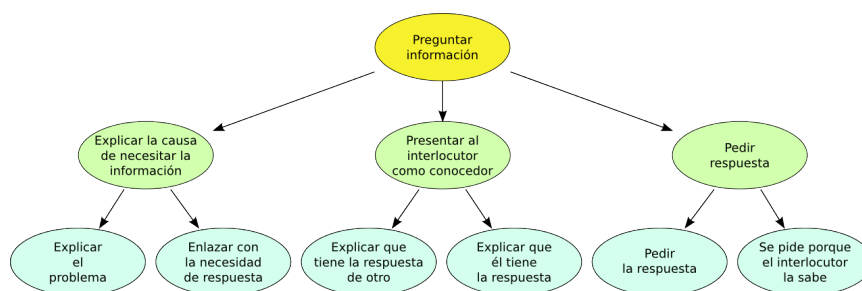 Preguntar
información
Explicar la causa
de necesitar la
información
Presentar al
interlocutor
como conocedor
Pedir
respuesta
Explicar
el
problema
Enlazar con
la necesidad
de respuesta
Explicar que
tiene la respuesta
de otro
Explicar que
él tiene
la respuesta
Pedir
la respuesta
Se pide porque
el interlocutor
la sabe